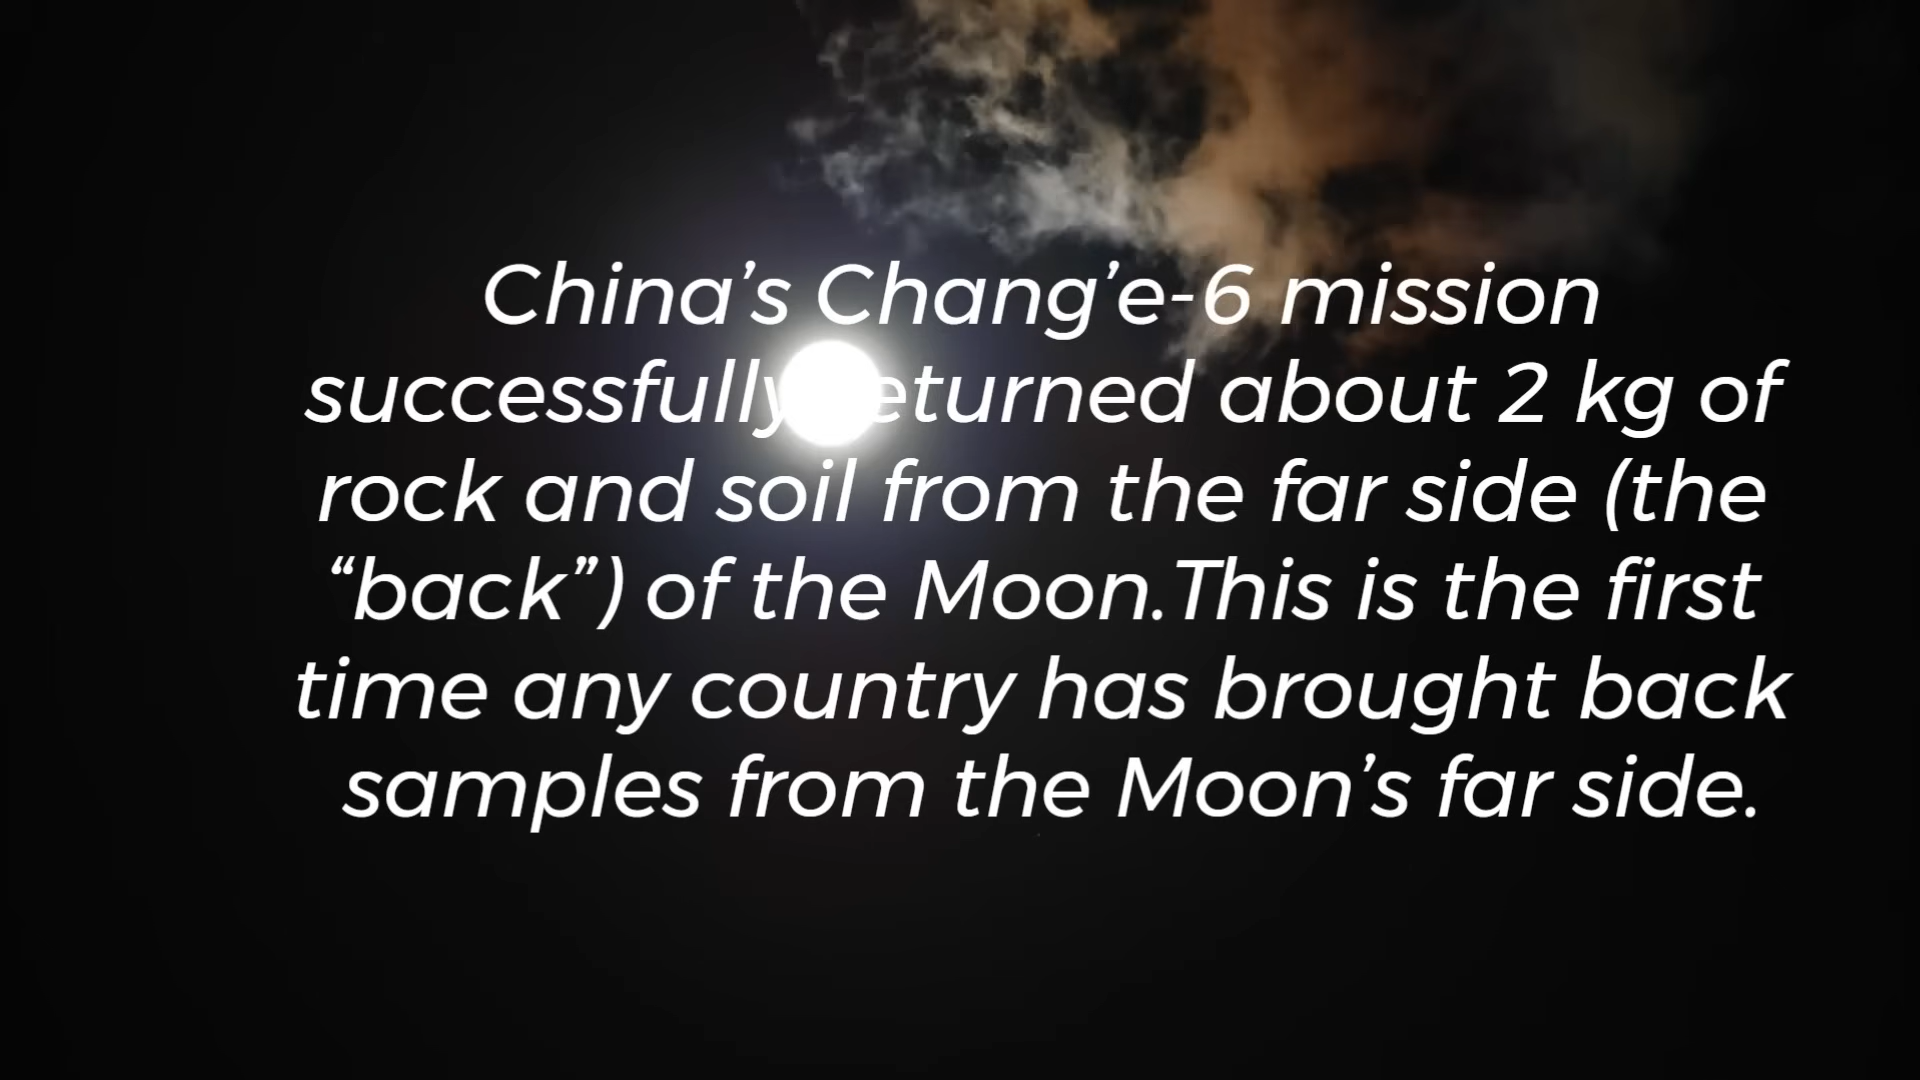 China’s Chang’e-6 mission
successfully eturned about 2 kg of
rock and soil from the far side (the
“back”) of the Moon.This is the first
time any country has brought back
samples from the Moon’s far side.